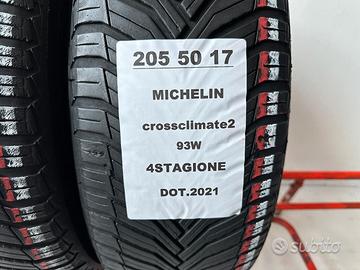 205 50 17
MICHELIN
crossclimate2
93W
4STAGIONE
DOT.2021
subito